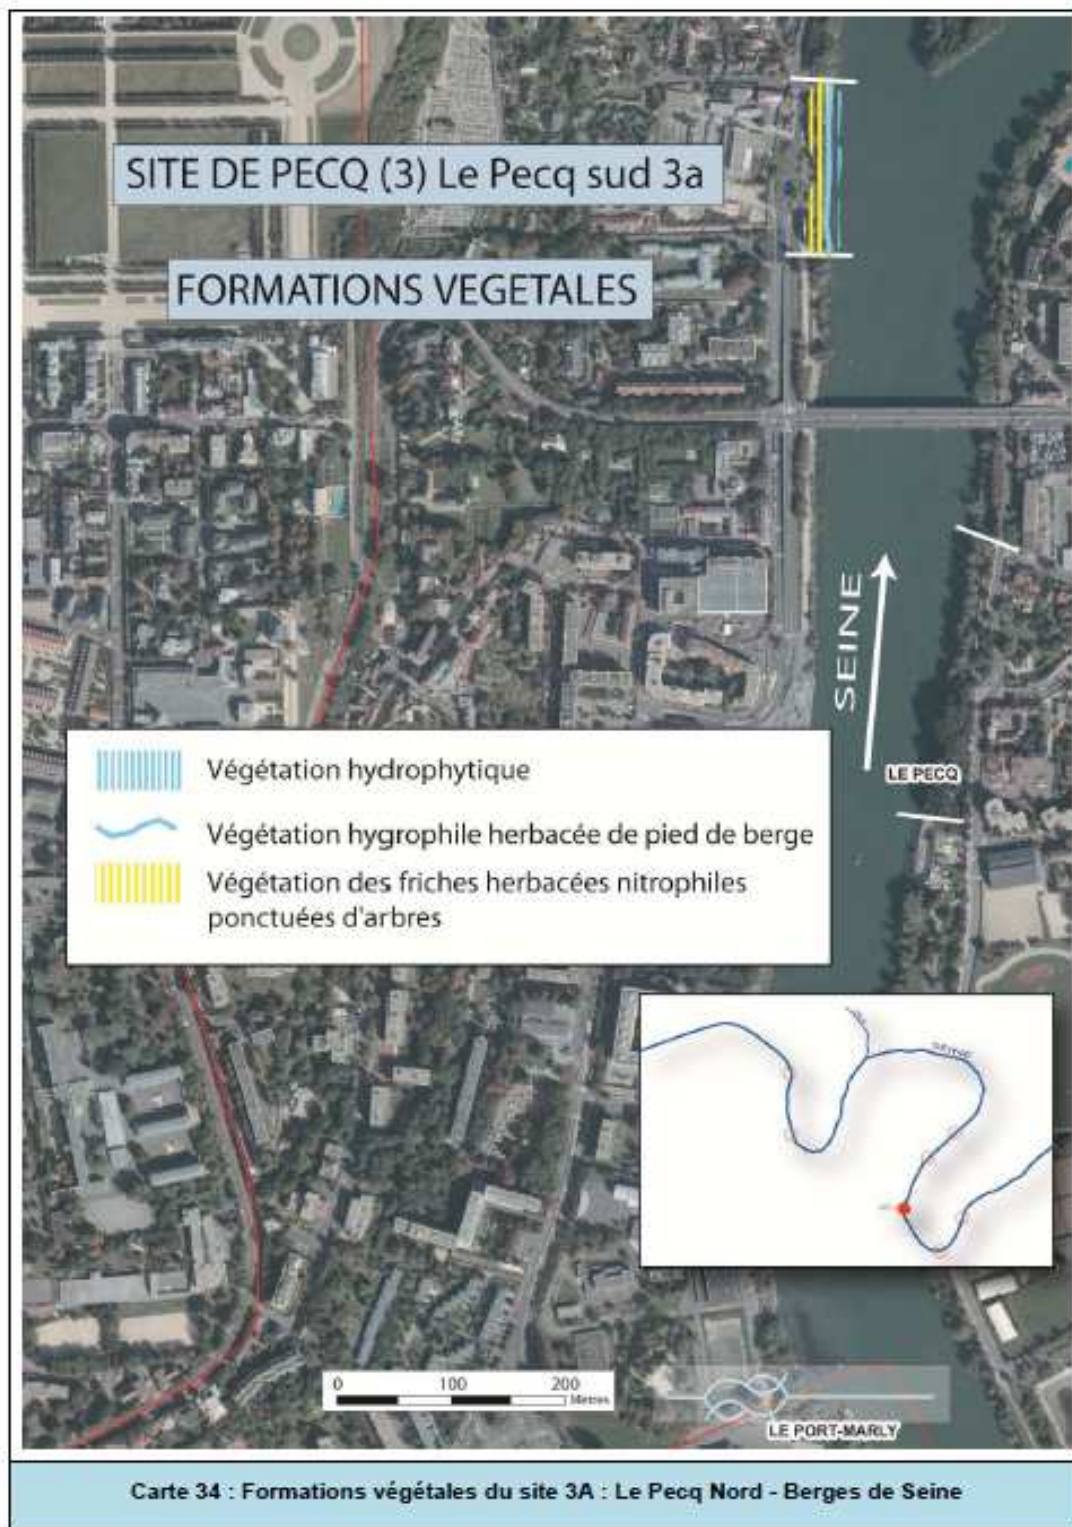 SITE DE PECQ (3) Le Pecq sud 3a
FORMATIONS VEGETALES
SEINE
LE PECQ
Végétation hydrophytique
Végétation hygrophile herbacée de pied de berge
Végétation des friches herbacées nitrophiles
ponctuées d'arbres
0 100 200
Metres
LE PORT-MARLY
Carte 34 : Formations végétales du site 3A : Le Pecq Nord - Berges de Seine